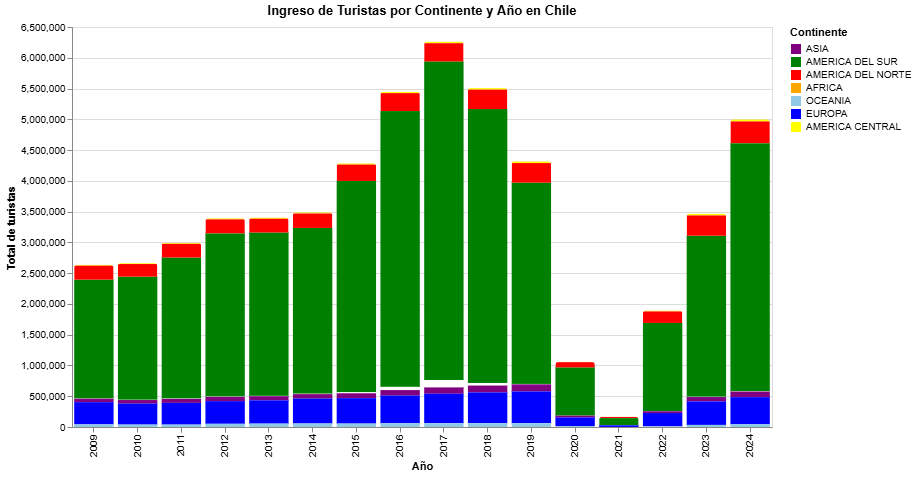 Ingreso de Turistas por Continente y Año en Chile
6,500,000
6,000,000
5,500,000
5,000,000
4,500,000
4,000,000
3,500,000
3,000,000
2,500,000
2,000,000
1,500,000
1,000,000
500,000
0
Total de turistas
2009
2010
2011
2012
2013
2014
2015
2016
2017
2018
2019
2020
2021
2022
2023
2024
Año
Continente
ASIA
AMERICA DEL SUR
AMERICA DEL NORTE
AFRICA
OCEANIA
EUROPA
AMERICA CENTRAL